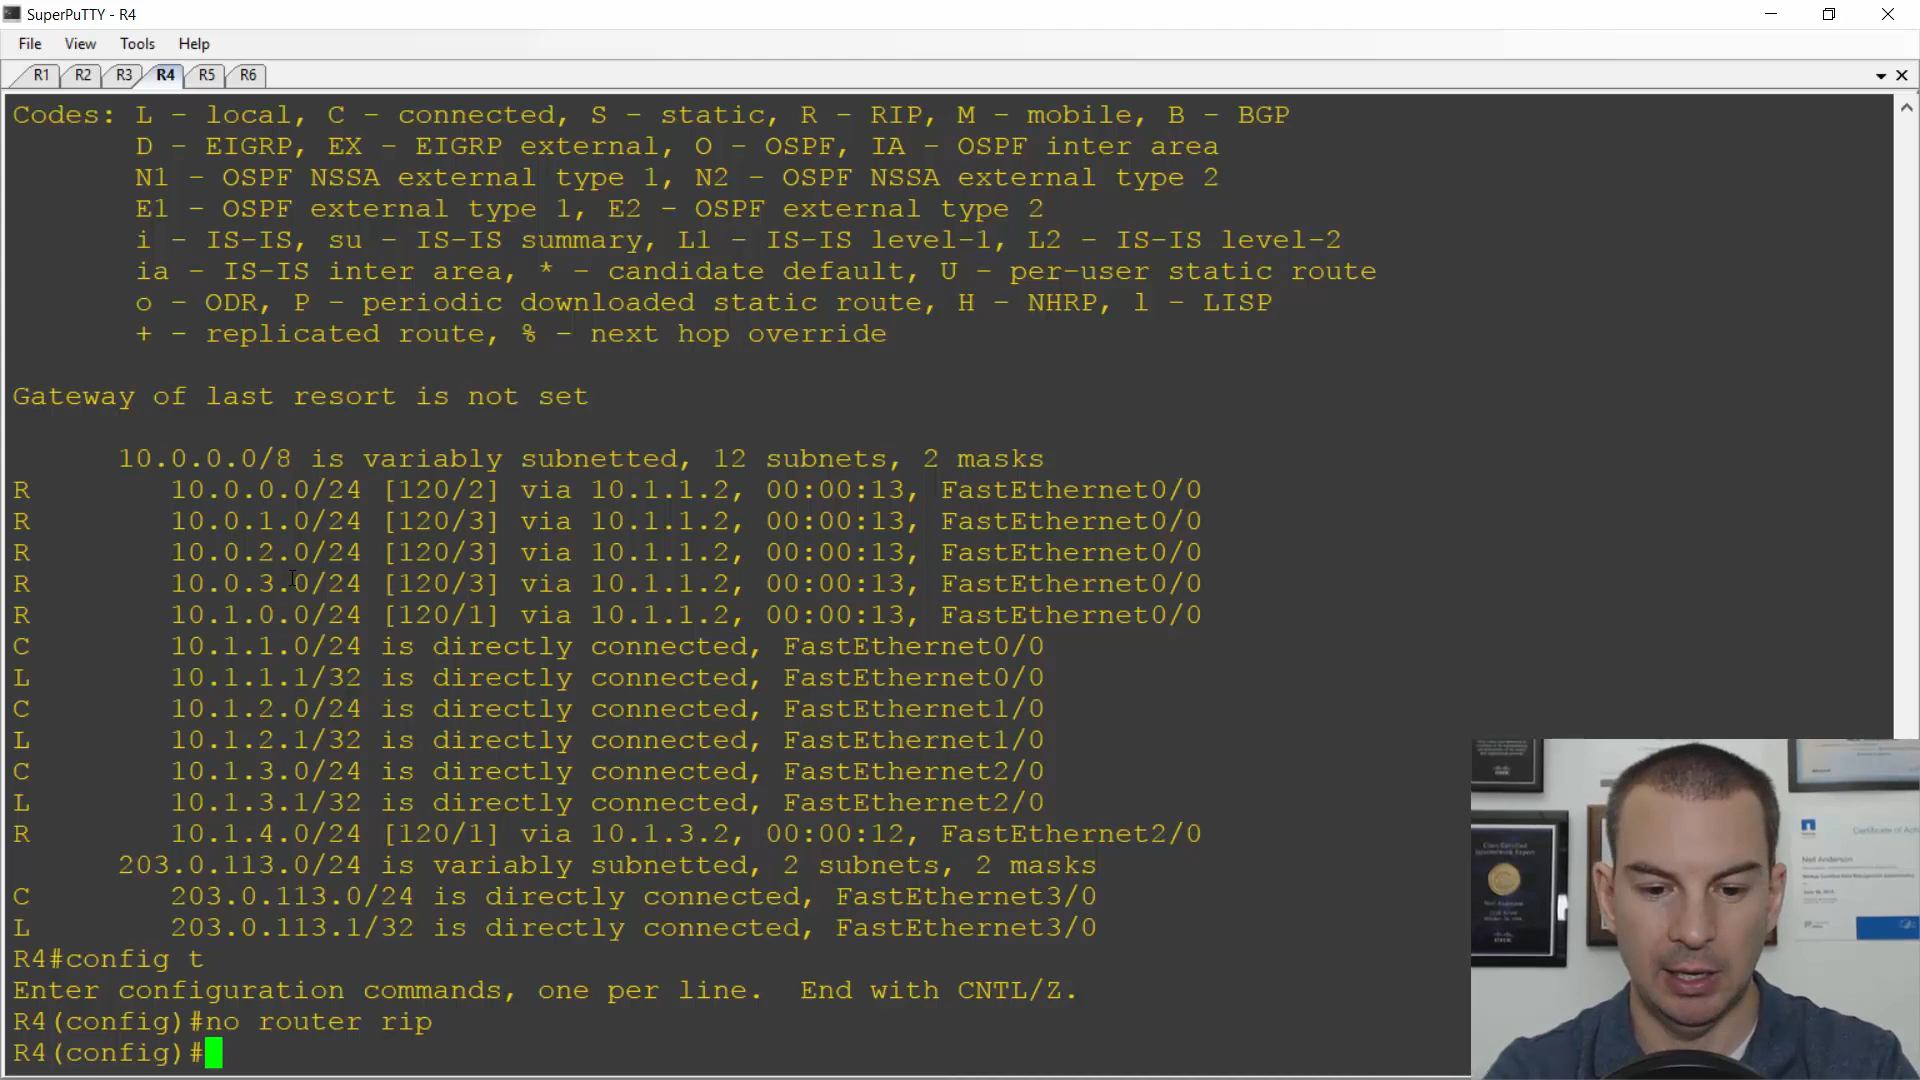 SuperPuTTY - R4
File View Tools Help
R1 R2 R3 R4 R5 R6
Codes: L - local, C - connected, S - static, R - RIP, M - mobile, B - BGP
D - EIGRP, EX - EIGRP external, O - OSPF, IA - OSPF inter area
N1 - OSPF NSSA external type 1, N2 - OSPF NSSA external type 2
E1 - OSPF external type 1, E2 - OSPF external type 2
i - IS-IS, su - IS-IS summary, L1 - IS-IS level-1, L2 - IS-IS level-2
ia - IS-IS inter area, * - candidate default, U - per-user static route
o - ODR, P - periodic downloaded static route, H - NHRP, l - LISP
+ - replicated route, % - next hop override
Gateway of last resort is not set
10.0.0.0/8 is variably subnetted, 12 subnets, 2 masks
R 10.0.0.0/24 [120/2] via 10.1.1.2, 00:00:13, FastEthernet0/0
R 10.0.1.0/24 [120/3] via 10.1.1.2, 00:00:13, FastEthernet0/0
R 10.0.2.0/24 [120/3] via 10.1.1.2, 00:00:13, FastEthernet0/0
R 10.0.3.0/24 [120/3] via 10.1.1.2, 00:00:13, FastEthernet0/0
R 10.1.0.0/24 [120/1] via 10.1.1.2, 00:00:13, FastEthernet0/0
C 10.1.1.0/24 is directly connected, FastEthernet0/0
L 10.1.1.1/32 is directly connected, FastEthernet0/0
C 10.1.2.0/24 is directly connected, FastEthernet1/0
L 10.1.2.1/32 is directly connected, FastEthernet1/0
C 10.1.3.0/24 is directly connected, FastEthernet2/0
L 10.1.3.1/32 is directly connected, FastEthernet2/0
R 10.1.4.0/24 [120/1] via 10.1.3.2, 00:00:12, FastEthernet2/0
203.0.113.0/24 is variably subnetted, 2 subnets, 2 masks
C 203.0.113.0/24 is directly connected, FastEthernet3/0
L 203.0.113.1/32 is directly connected, FastEthernet3/0
R4#config t
Enter configuration commands, one per line. End with CNTL/Z.
R4(config)#no router rip
R4(config)#
Neil Anderson